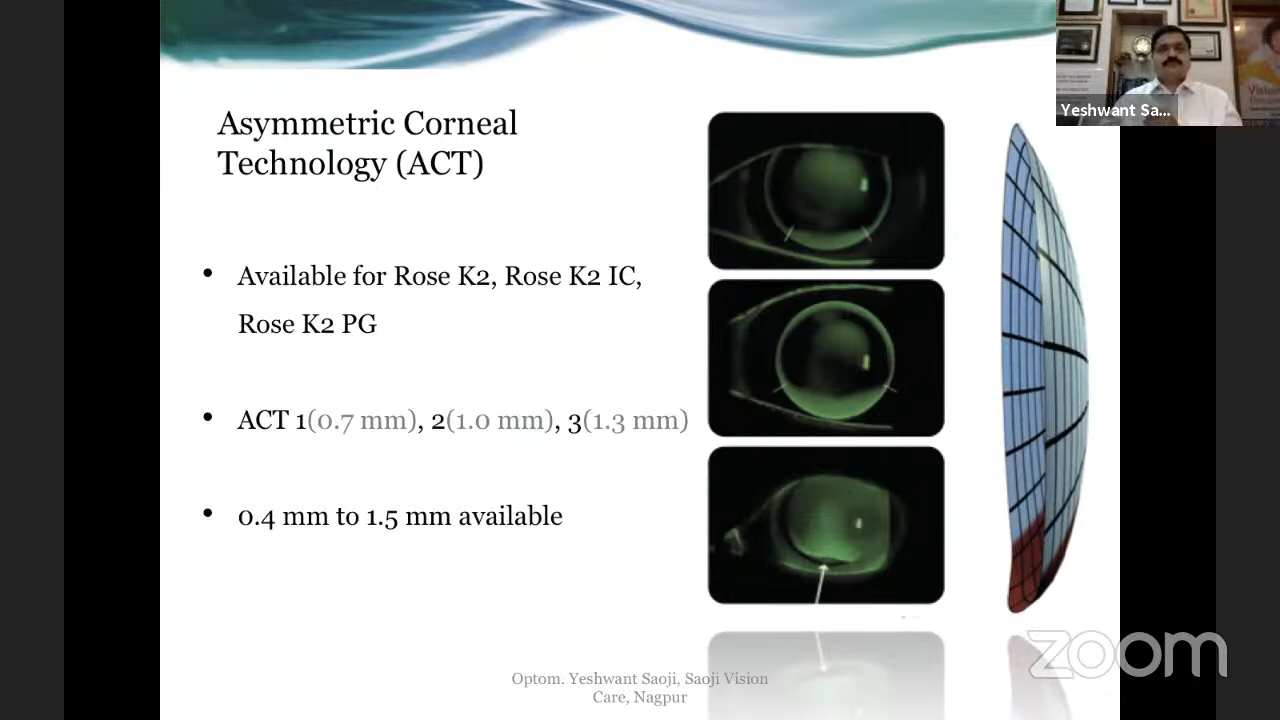 Yeshwant Sa...
Asymmetric Corneal
Technology (ACT)
• Available for Rose K2, Rose K2 IC,
Rose K2 PG
• ACT 1(0.7 mm), 2(1.0 mm), 3(1.3 mm)
• 0.4 mm to 1.5 mm available
Optom. Yeshwant Saoji, Saoji Vision
Care, Nagpur
zoom